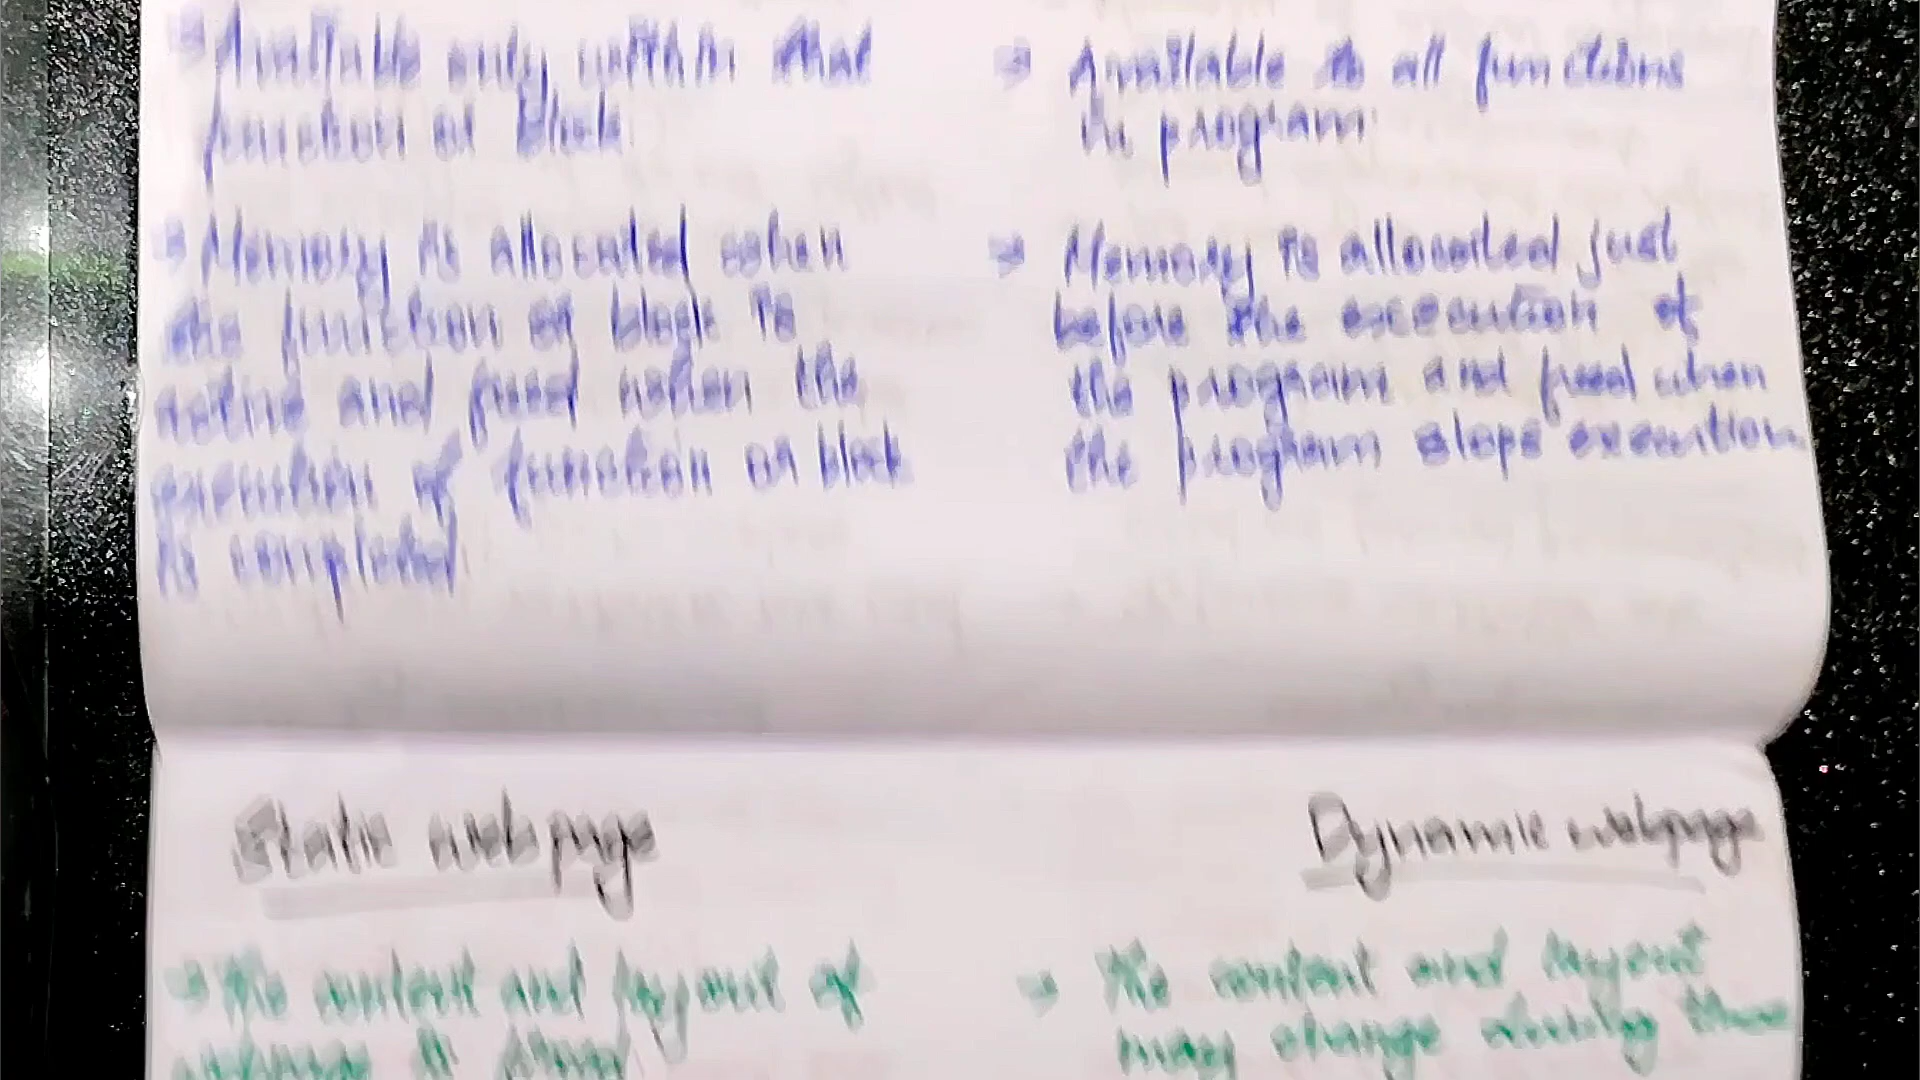 → Available only within that
function or block.
→ Memory is allocated when
the function or block is
active and freed when the
execution of function or block
is completed.
→ Available to all functions
in program.
→ Memory is allocated just
before the execution of
the program and freed when
the program stops execution
Static webpage
Dynamic webpage
→ The content and layout of
webpage is fixed
→ The content and layout
may change during